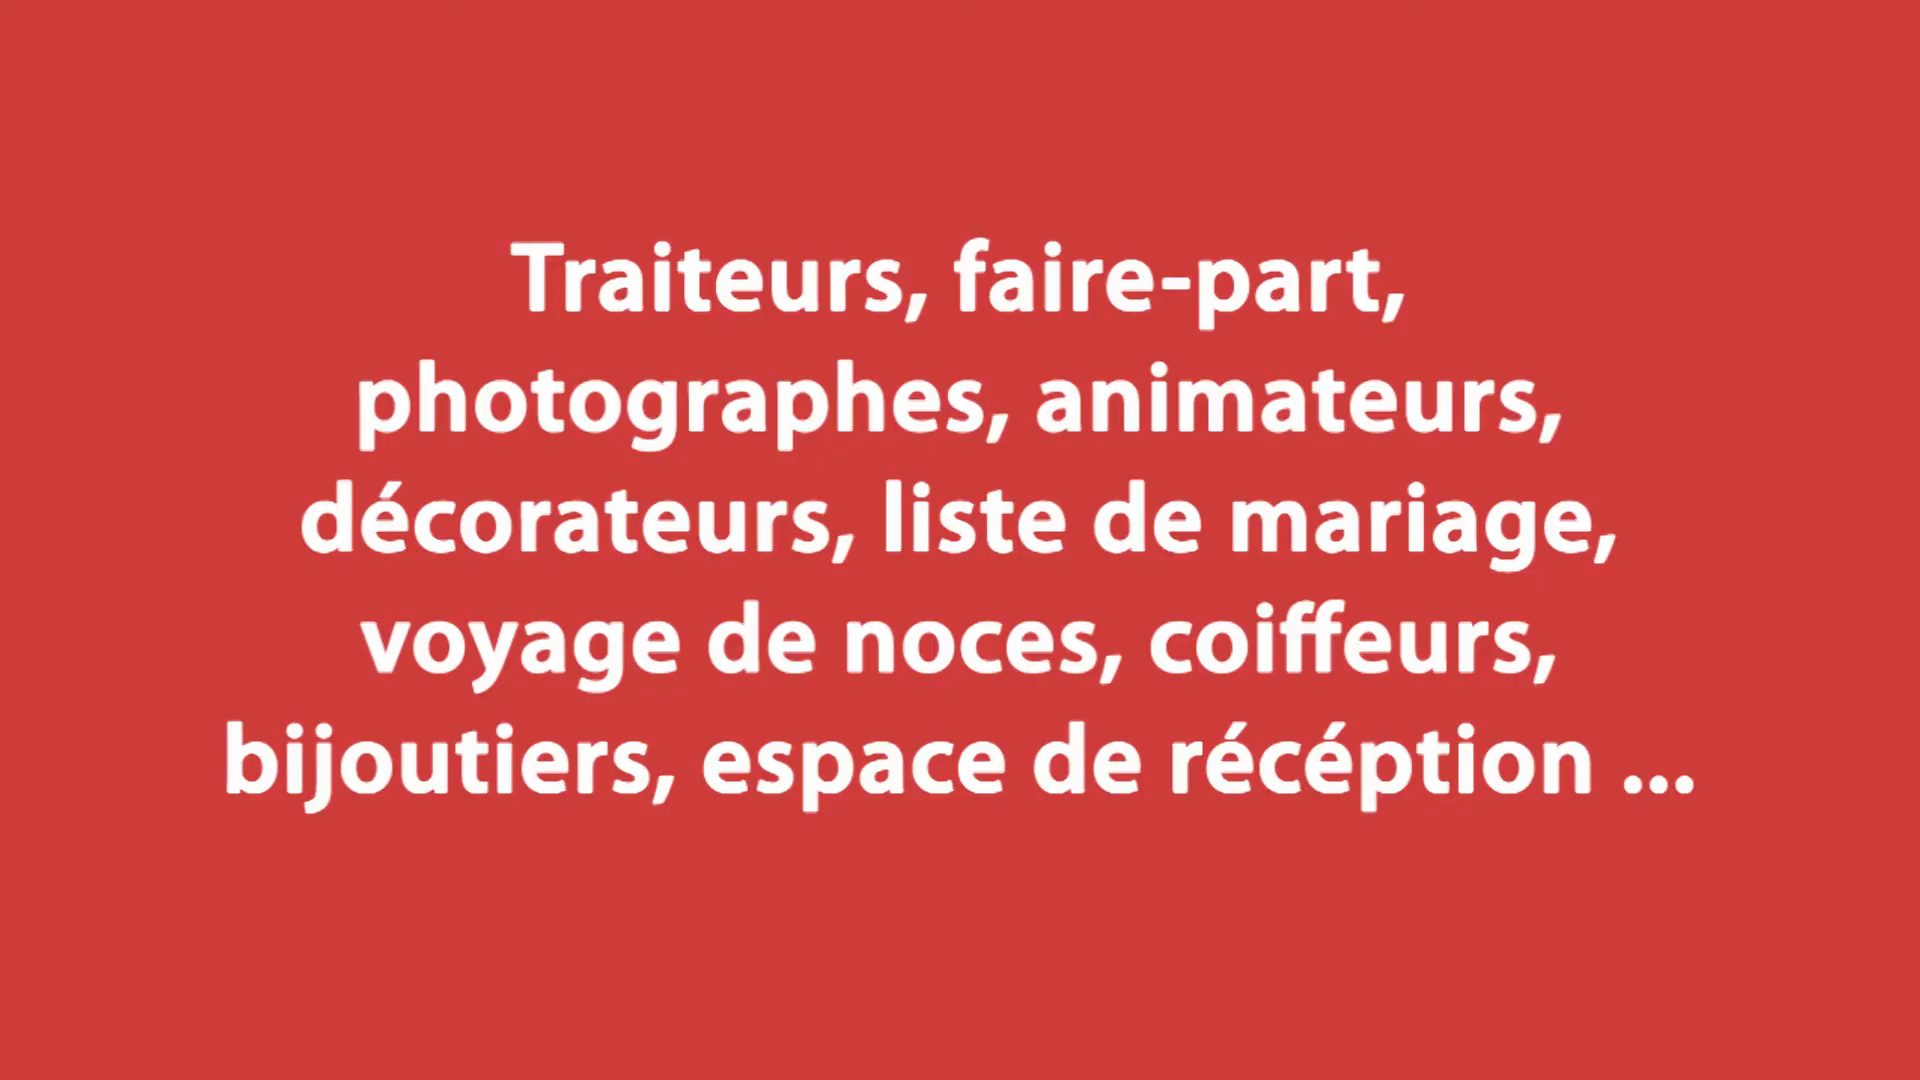 Traiteurs, faire-part,
photographes, animateurs,
décorateurs, liste de mariage,
voyage de noces, coiffeurs,
bijoutiers, espace de récéption ...